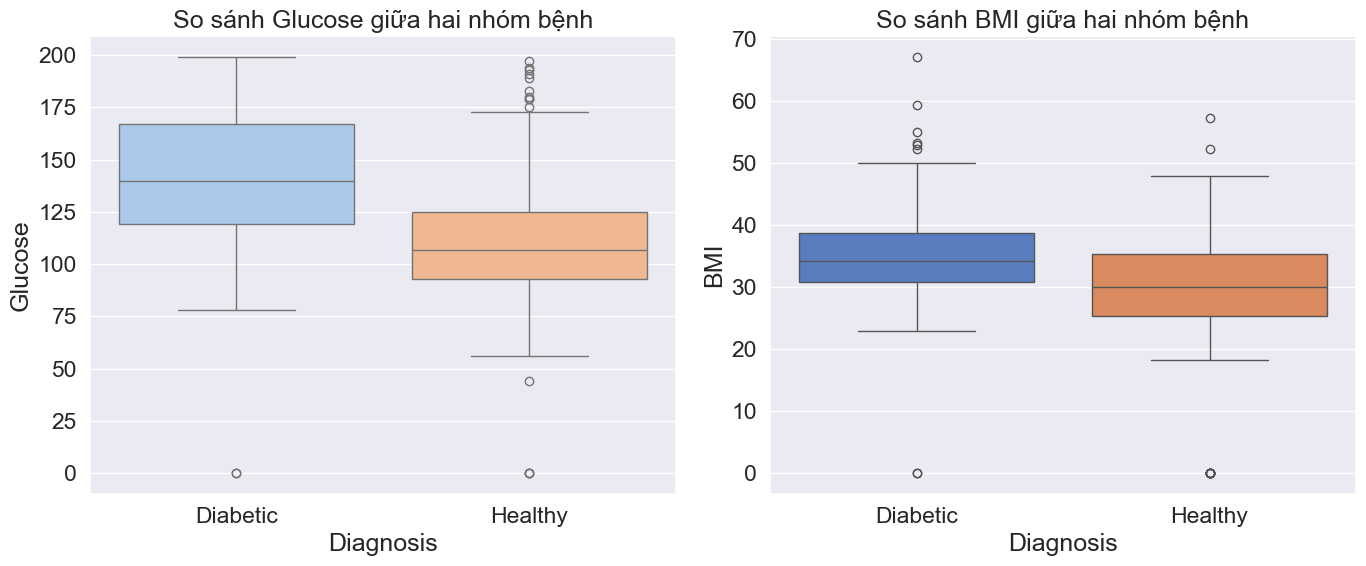 So sánh Glucose giữa hai nhóm bệnh
200
175
150
125
100
75
50
25
0
Glucose
Diabetic
Healthy
Diagnosis
So sánh BMI giữa hai nhóm bệnh
70
60
50
40
30
20
10
0
BMI
Diabetic
Healthy
Diagnosis